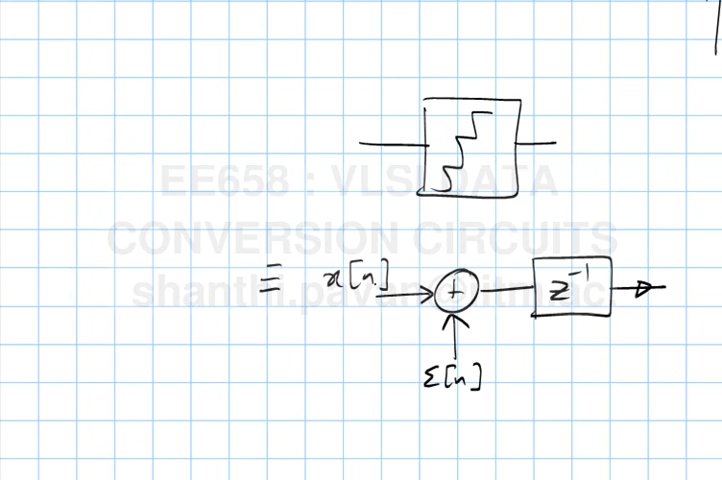 EE658 : VLSI DATA
CONVERSION CIRCUITS
≡ x[n] + z⁻¹
ε[n]